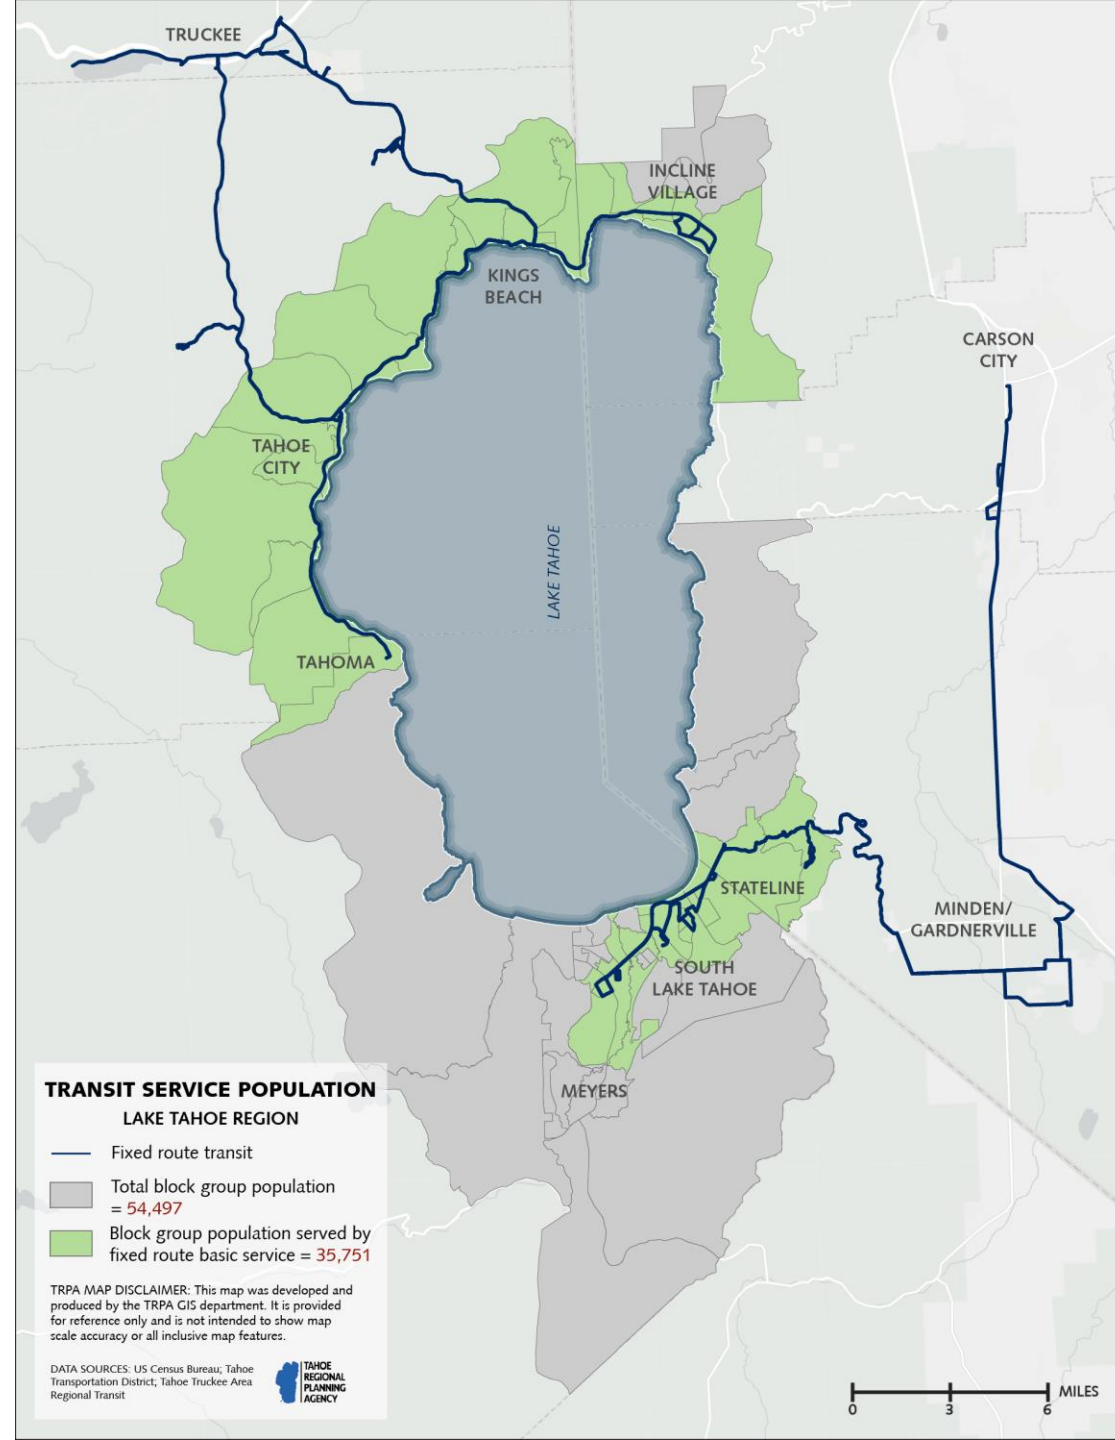 TRUCKEE
INCLINE
VILLAGE
KINGS
BEACH
CARSON
CITY
TAHOE
CITY
LAKE TAHOE
TAHOMA
STATELINE
MINDEN/
GARDNERVILLE
SOUTH
LAKE TAHOE
MEYERS
TRANSIT SERVICE POPULATION
LAKE TAHOE REGION
Fixed route transit
Total block group population
= 54,497
Block group population served by
fixed route basic service = 35,751
TRPA MAP DISCLAIMER: This map was developed and
produced by the TRPA GIS department. It is provided
for reference only and is not intended to show map
scale accuracy or all inclusive map features.
DATA SOURCES: US Census Bureau; Tahoe
Transportation District; Tahoe Truckee Area
Regional Transit
TAHOE
REGIONAL
PLANNING
AGENCY
MILES
0 3 6